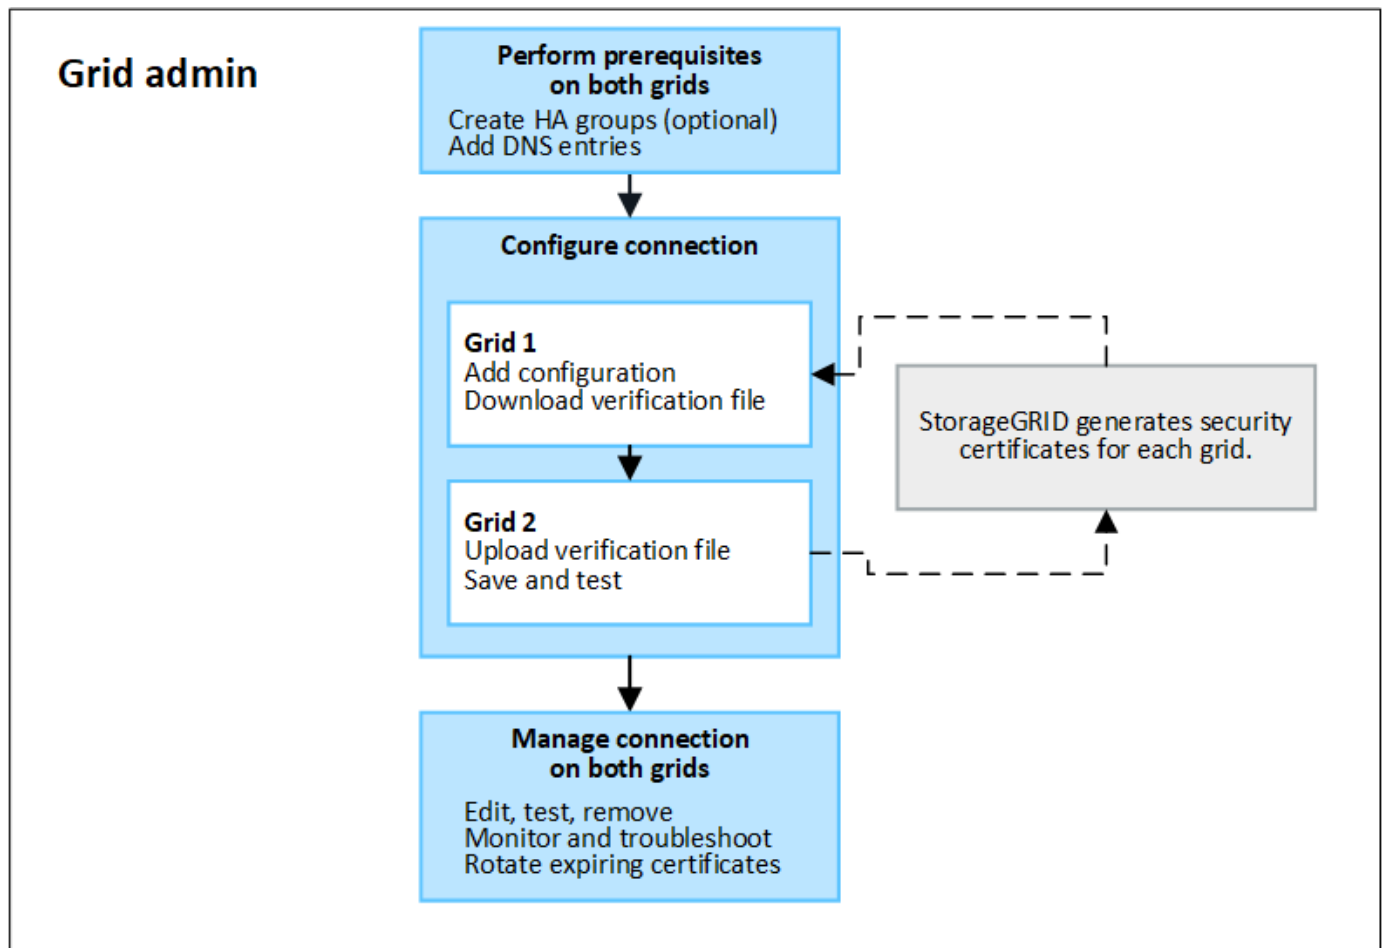 Grid admin
Perform prerequisites
on both grids
Create HA groups (optional)
Add DNS entries
Configure connection
Grid 1
Add configuration
Download verification file
StorageGRID generates security
certificates for each grid.
Grid 2
Upload verification file
Save and test
Manage connection
on both grids
Edit, test, remove
Monitor and troubleshoot
Rotate expiring certificates